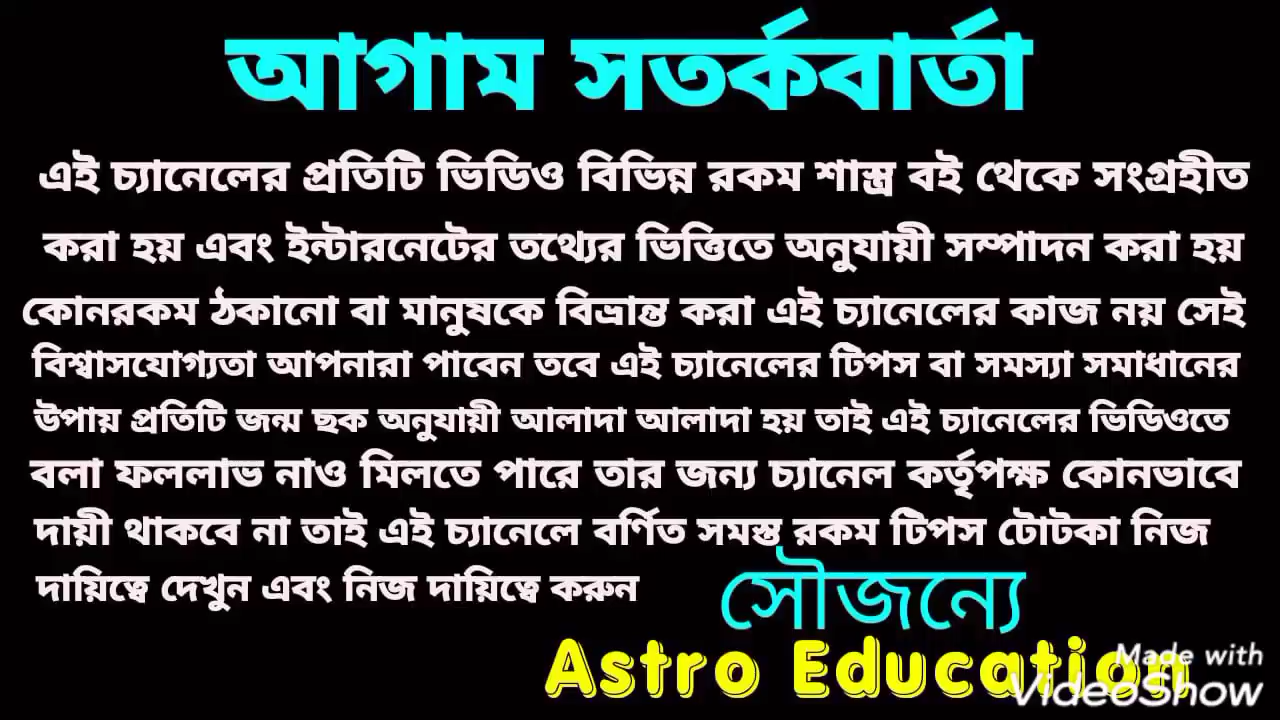 আগাম সতর্কবার্তা
এই চ্যানেলের প্রতিটি ভিডিও বিভিন্ন রকম শাস্ত্র বই থেকে সংগ্রহীত
করা হয় এবং ইন্টারনেটের তথ্যের ভিত্তিতে অনুযায়ী সম্পাদন করা হয়
কোনরকম ঠকানো বা মানুষকে বিভ্রান্ত করা এই চ্যানেলের কাজ নয় সেই
বিশ্বাসযোগ্যতা আপনারা পাবেন তবে এই চ্যানেলের টিপস বা সমস্যা সমাধানের
উপায় প্রতিটি জন্ম ছক অনুযায়ী আলাদা আলাদা হয় তাই এই চ্যানেলের ভিডিওতে
বলা ফললাভ নাও মিলতে পারে তার জন্য চ্যানেল কর্তৃপক্ষ কোনভাবে
দায়ী থাকবে না তাই এই চ্যানেলে বর্ণিত সমস্ত রকম টিপস টোটকা নিজ
দায়িত্বে দেখুন এবং নিজ দায়িত্বে করুন
সৌজন্যে
Astro Education
Made with
VideoShow